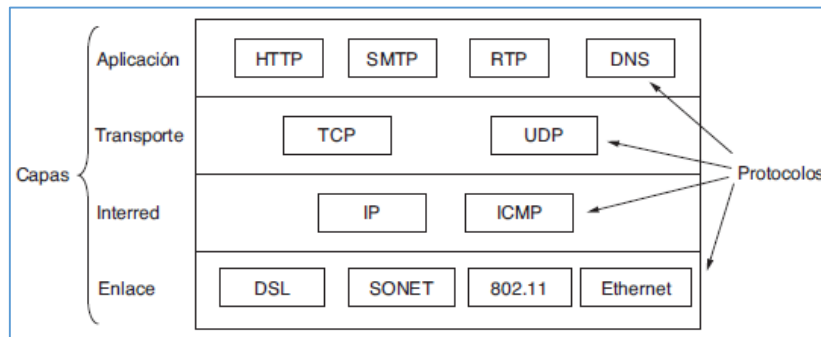 Aplicación HTTP SMTP RTP DNS
Transporte TCP UDP
Capas Protocolos
Interred IP ICMP
Enlace DSL SONET 802.11 Ethernet